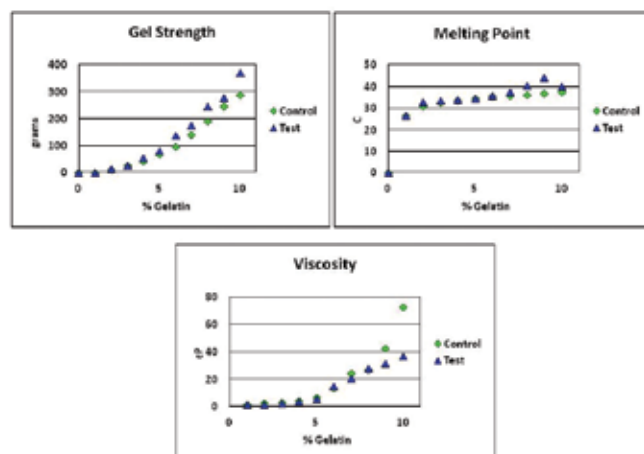 Gel Strength
400
300
200
100
0
grams
0 5 10
% Gelatin
Control
Test
Melting Point
50
40
30
20
10
0
C
0 5 10
% Gelatin
Control
Test
Viscosity
80
60
40
20
0
cP
0 5 10
% Gelatin
Control
Test